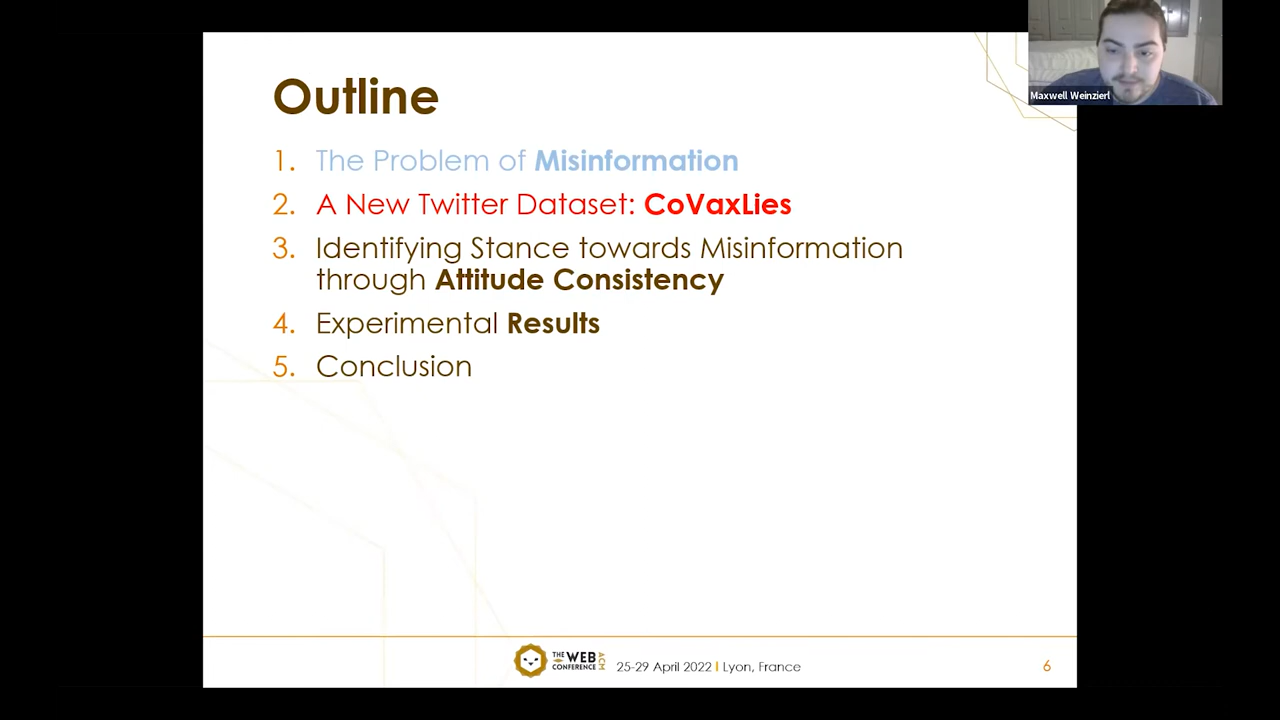 Maxwell Weinzierl
Outline
1. The Problem of Misinformation
2. A New Twitter Dataset: CoVaxLies
3. Identifying Stance towards Misinformation
through Attitude Consistency
4. Experimental Results
5. Conclusion
THE WEB CONFERENCE ACM
25-29 April 2022 | Lyon, France
6